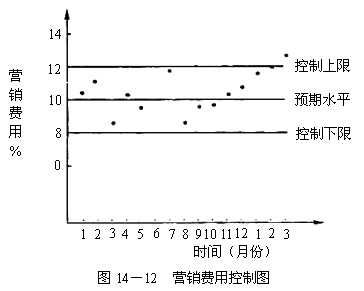 14
12
10
8
0
营销费用%
控制上限
预期水平
控制下限
1 2 3 4 5 6 7 8 9 10 11 12 1 2 3
时间（月份）
图 14—12 营销费用控制图